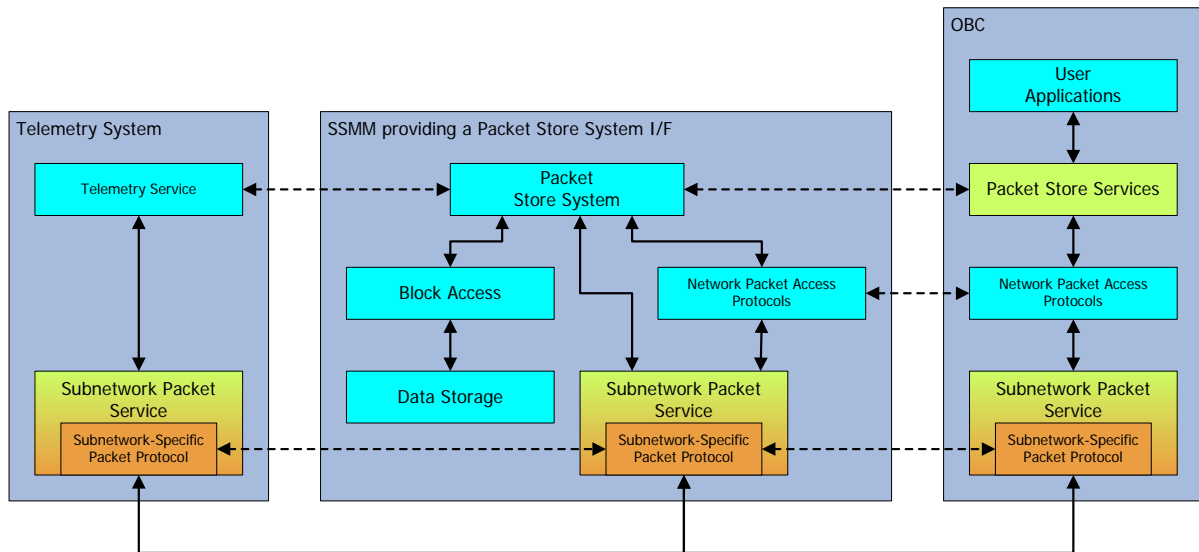 OBC
User
Applications
Telemetry System
SSMM providing a Packet Store System I/F
Telemetry Service
Packet
Store System
Packet Store Services
Block Access
Network Packet Access
Protocols
Network Packet Access
Protocols
Data Storage
Subnetwork Packet
Service
Subnetwork-Specific
Packet Protocol
Subnetwork Packet
Service
Subnetwork-Specific
Packet Protocol
Subnetwork Packet
Service
Subnetwork-Specific
Packet Protocol